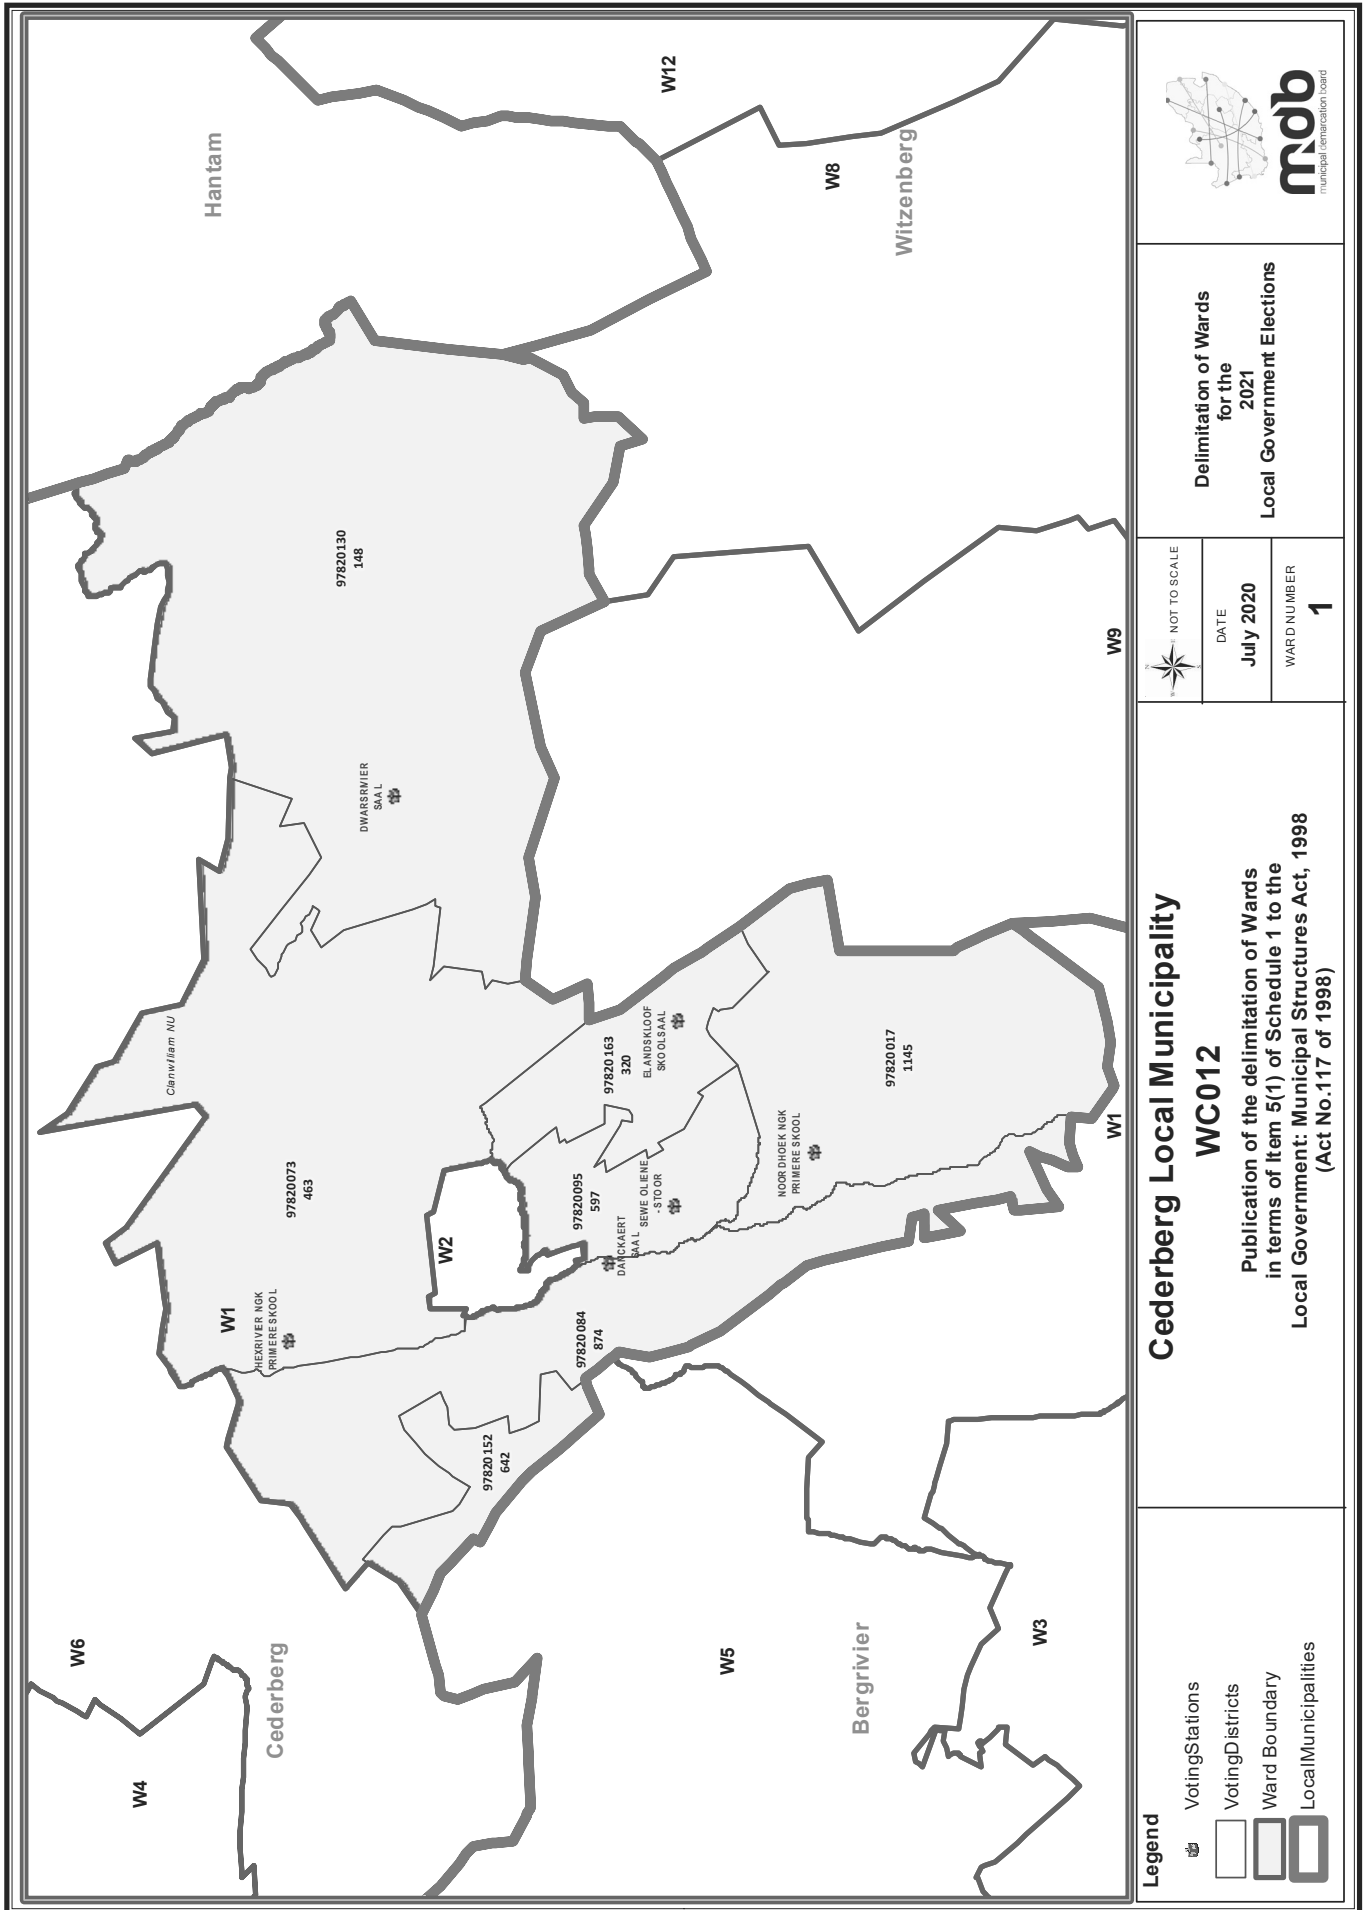 Hantam
W12
W8
Witzenberg
97820130
148
DWARSRIVIER
SAAL
W9
Clanwilliam NU
97820073
463
97820163
320
ELANDSKLOOF
SKOOLSAAL
97820017
1145
W2
97820095
597
SEWE OLIENE
- STOOR
NOORDHOEK NGK
PRIMERE SKOOL
W1
DANCKAERT
SAAL
W1
HEXRIVER NGK
PRIMERE SKOOL
97820084
874
97820152
642
W6
W4
Cederberg
W5
Bergrivier
W3
Legend
VotingStations
VotingDistricts
Ward Boundary
LocalMunicipalities
Cederberg Local Municipality
WC012
Publication of the delimitation of Wards
in terms of Item 5(1) of Schedule 1 to the
Local Government: Municipal Structures Act, 1998
(Act No.117 of 1998)
N
E
S
W
NOT TO SCALE
DATE
July 2020
WARD NUMBER
1
Delimitation of Wards
for the
2021
Local Government Elections
mdb
municipal demarcation board